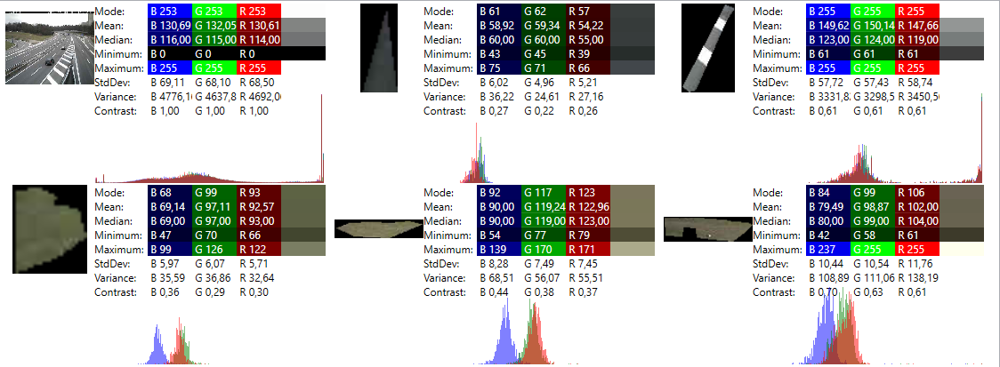 Mode: B 253 G 253 R 253
Mean: B 130,69 G 132,05 R 130,61
Median: B 116,00 G 115,00 R 114,00
Minimum: B 0 G 0 R 0
Maximum: B 255 G 255 R 255
StdDev: B 69,11 G 68,10 R 68,50
Variance: B 4776,1 G 4637,8 R 4692,0
Contrast: B 1,00 G 1,00 R 1,00
Mode: B 61 G 62 R 57
Mean: B 58,92 G 59,34 R 54,22
Median: B 60,00 G 60,00 R 55,00
Minimum: B 43 G 45 R 39
Maximum: B 75 G 71 R 66
StdDev: B 6,02 G 4,96 R 5,21
Variance: B 36,22 G 24,61 R 27,16
Contrast: B 0,27 G 0,22 R 0,26
Mode: B 255 G 255 R 255
Mean: B 149,62 G 150,14 R 147,66
Median: B 123,00 G 124,00 R 119,00
Minimum: B 61 G 61 R 61
Maximum: B 255 G 255 R 255
StdDev: B 57,72 G 57,43 R 58,74
Variance: B 3331,8 G 3298,5 R 3450,5
Contrast: B 0,61 G 0,61 R 0,61
Mode: B 68 G 99 R 93
Mean: B 69,14 G 97,11 R 92,57
Median: B 69,00 G 97,00 R 93,00
Minimum: B 47 G 70 R 66
Maximum: B 99 G 126 R 122
StdDev: B 5,97 G 6,07 R 5,71
Variance: B 35,59 G 36,86 R 32,64
Contrast: B 0,36 G 0,29 R 0,30
Mode: B 92 G 117 R 123
Mean: B 90,00 G 119,24 R 122,96
Median: B 90,00 G 119,00 R 123,00
Minimum: B 54 G 77 R 79
Maximum: B 139 G 170 R 171
StdDev: B 8,28 G 7,49 R 7,45
Variance: B 68,51 G 56,07 R 55,51
Contrast: B 0,44 G 0,38 R 0,37
Mode: B 84 G 99 R 106
Mean: B 79,49 G 98,87 R 102,00
Median: B 80,00 G 99,00 R 104,00
Minimum: B 42 G 58 R 61
Maximum: B 237 G 255 R 255
StdDev: B 10,44 G 10,54 R 11,76
Variance: B 108,89 G 111,06 R 138,19
Contrast: B 0,70 G 0,63 R 0,61